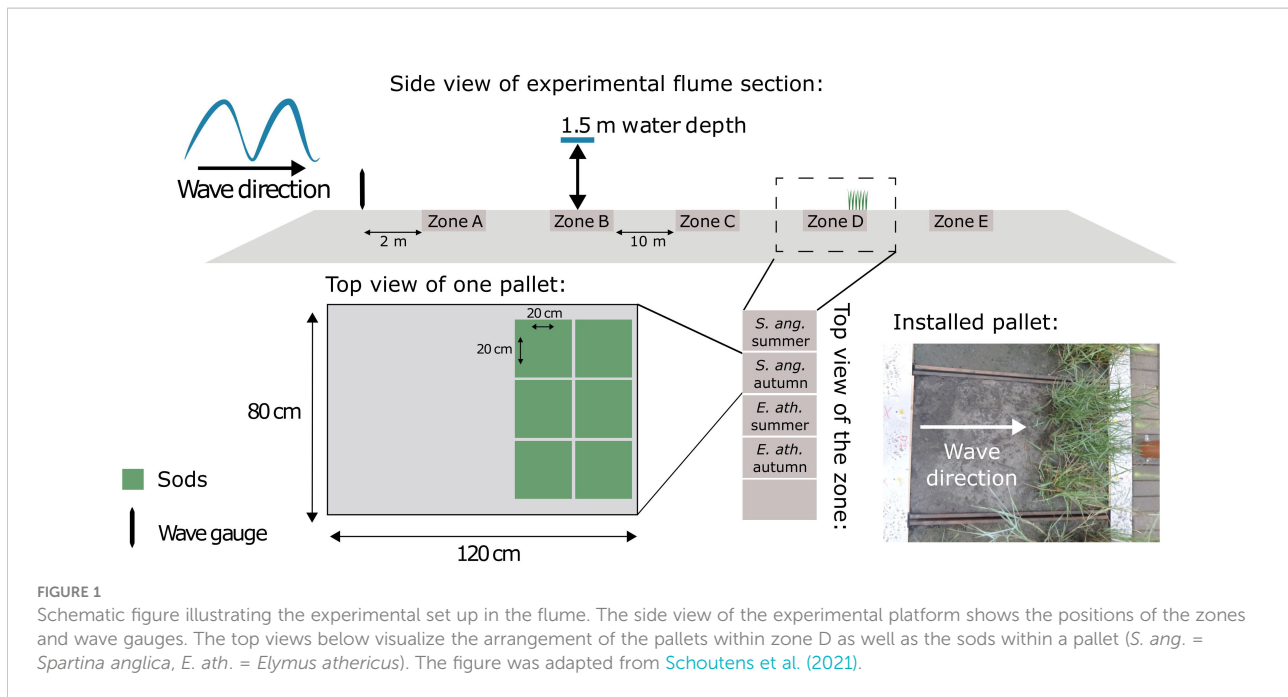 Side view of experimental flume section:
1.5 m water depth
Wave direction
Zone A
Zone B
Zone C
Zone D
Zone E
2 m
10 m
Top view of one pallet:
20 cm
20 cm
80 cm
120 cm
Sods
Wave gauge
S. ang.
summer
S. ang.
autumn
E. ath.
summer
E. ath.
autumn
Top view of the zone:
Installed pallet:
Wave
direction
FIGURE 1
Schematic figure illustrating the experimental set up in the flume. The side view of the experimental platform shows the positions of the zones
and wave gauges. The top views below visualize the arrangement of the pallets within zone D as well as the sods within a pallet (S. ang. =
Spartina anglica, E. ath. = Elymus athericus). The figure was adapted from Schoutens et al. (2021).